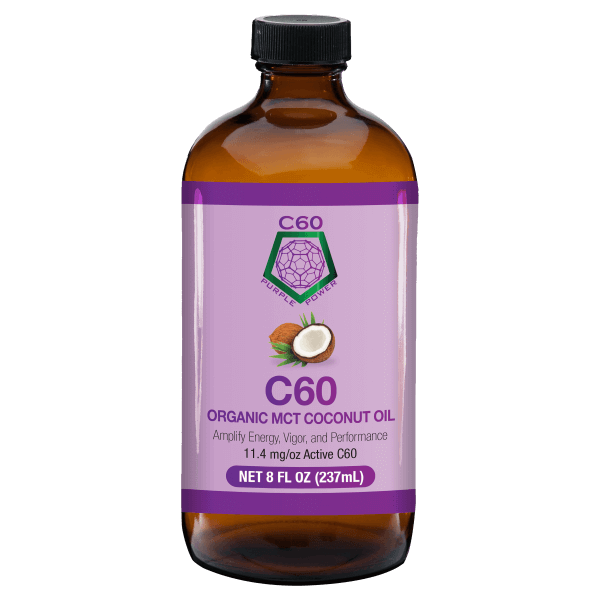 C60
PURPLE POWER
C60
ORGANIC MCT COCONUT OIL
Amplify Energy, Vigor, and Performance
11.4 mg/oz Active C60
NET 8 FL OZ (237mL)